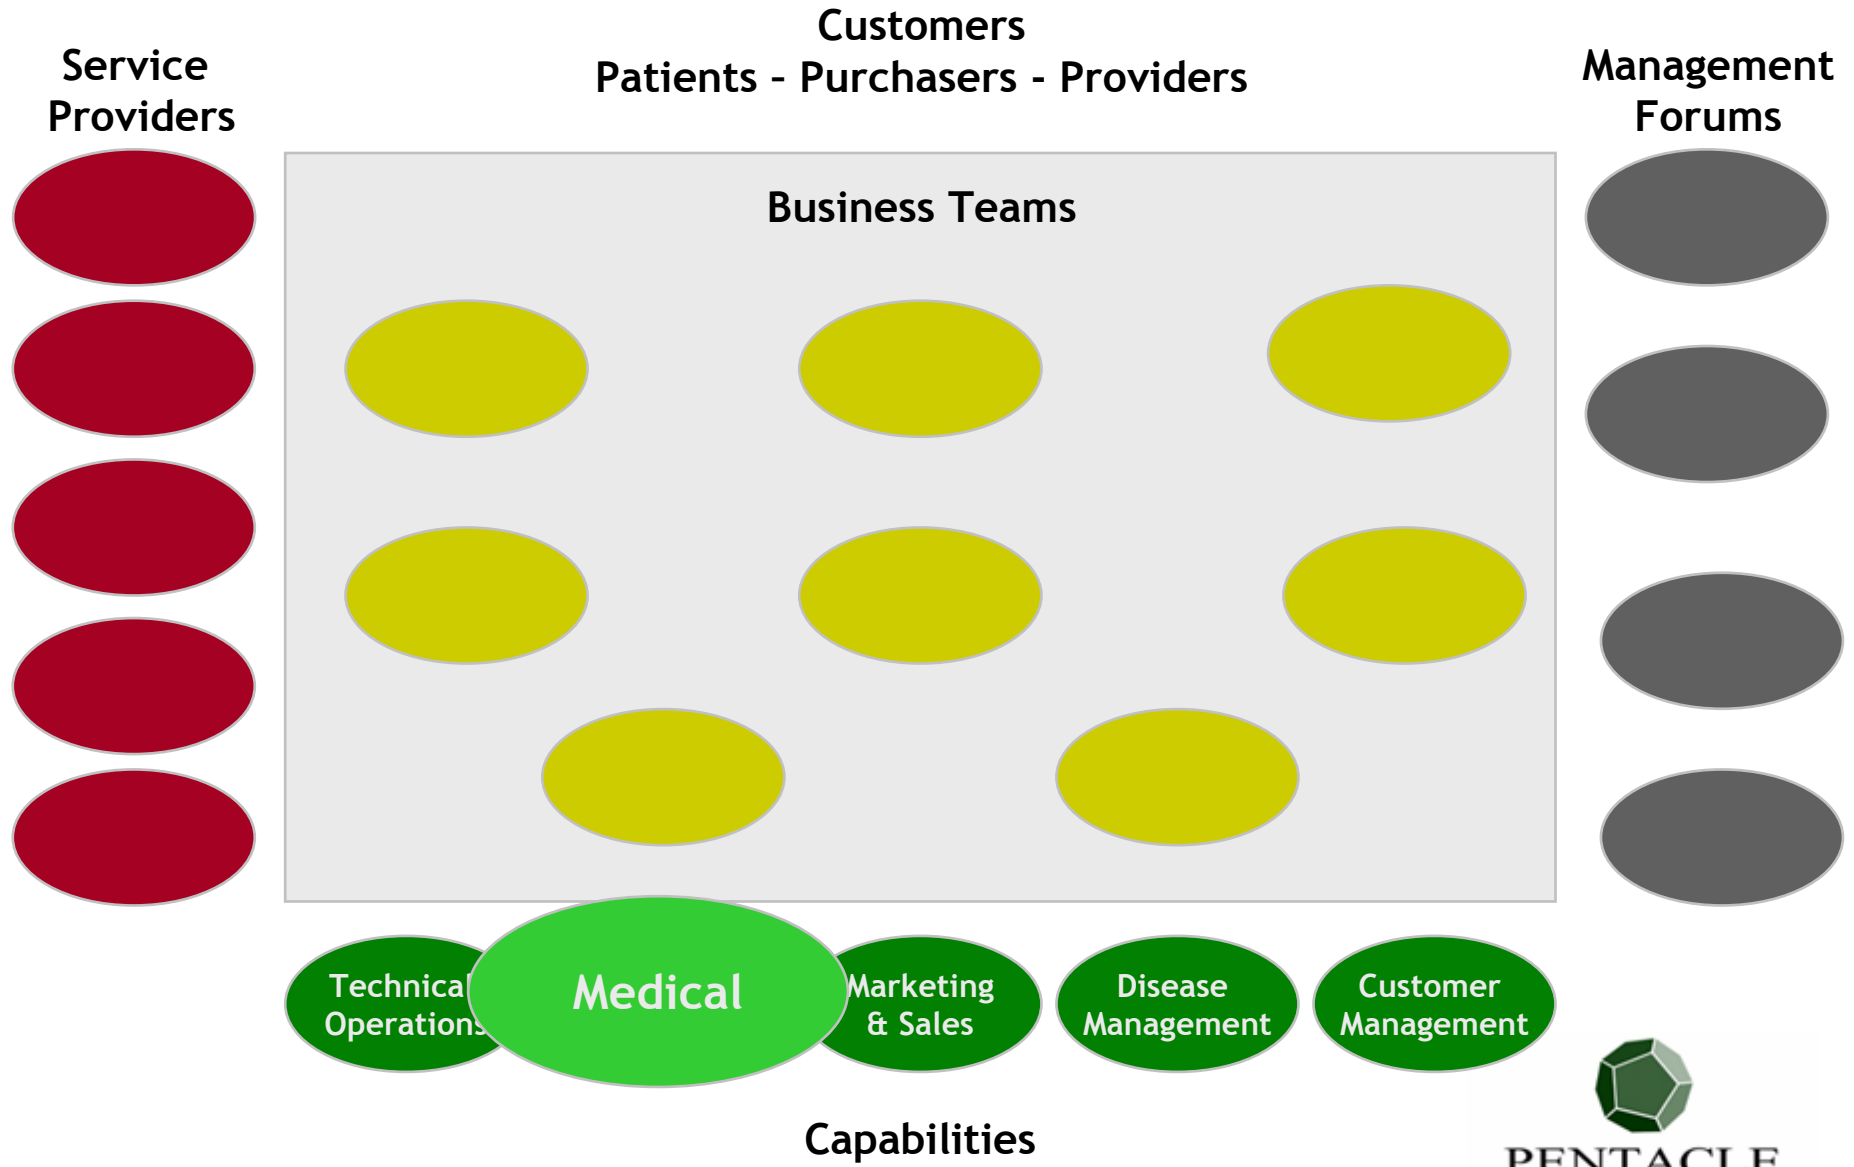 Customers
Patients – Purchasers - Providers
Service
Providers
Management
Forums
Business Teams
Technical
Operations
Medical
Marketing
& Sales
Disease
Management
Customer
Management
Capabilities
PENTACLE